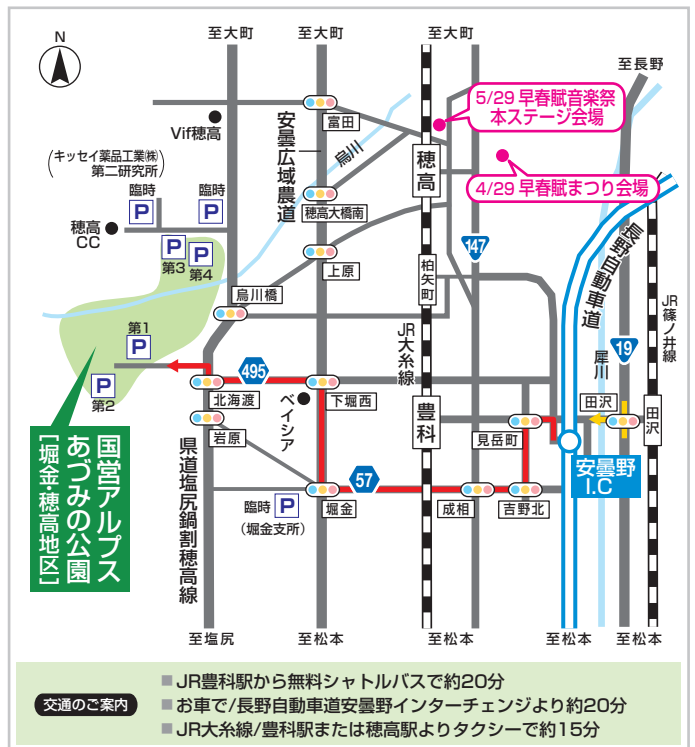 N
至大町
至大町
至大町
至長野
5/29 早春賦音楽祭
本ステージ会場
4/29 早春賦まつり会場
Vif穂高
富田
安曇広域農道
烏川
穂高
(キッセイ薬品工業㈱
第二研究所)
臨時
P
臨時
P
穂高
CC
P
第3
P
第4
穂高大橋南
上原
147
柏矢町
長野自動車道
烏川橋
第1
P
P
第2
495
北海渡
下堀西
ベイシア
JR大糸線
豊科
19
犀川
JR篠ノ井線
田沢
田沢
見岳町
安曇野
I.C
岩原
国営アルプス
あづみの公園
[堀金・穂高地区]
県道塩尻鍋割穂高線
臨時
P
(堀金支所)
堀金
57
成相
吉野北
至塩尻
至松本
至松本
至松本
至松本
交通のご案内
■JR豊科駅から無料シャトルバスで約20分
■お車で/長野自動車道安曇野インターチェンジより約20分
■JR大糸線/豊科駅または穂高駅よりタクシーで約15分